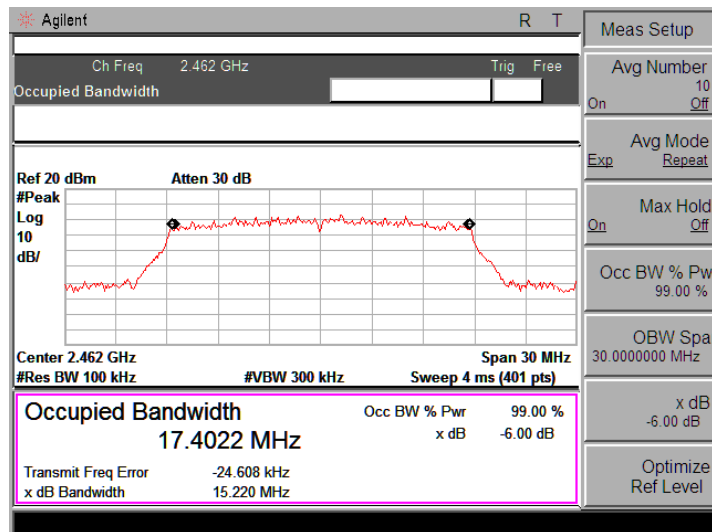 Agilent R T
Ch Freq 2.462 GHz Trig Free
Occupied Bandwidth
Ref 20 dBm Atten 30 dB
#Peak
Log
10
dB/
Center 2.462 GHz Span 30 MHz
#Res BW 100 kHz #VBW 300 kHz Sweep 4 ms (401 pts)
Occupied Bandwidth Occ BW % Pwr 99.00 %
17.4022 MHz x dB -6.00 dB
Transmit Freq Error -24.608 kHz
x dB Bandwidth 15.220 MHz
Meas Setup
Avg Number
10
On Off
Avg Mode
Exp Repeat
Max Hold
On Off
Occ BW % Pw
99.00 %
OBW Spa
30.0000000 MHz
x dB
-6.00 dB
Optimize
Ref Level